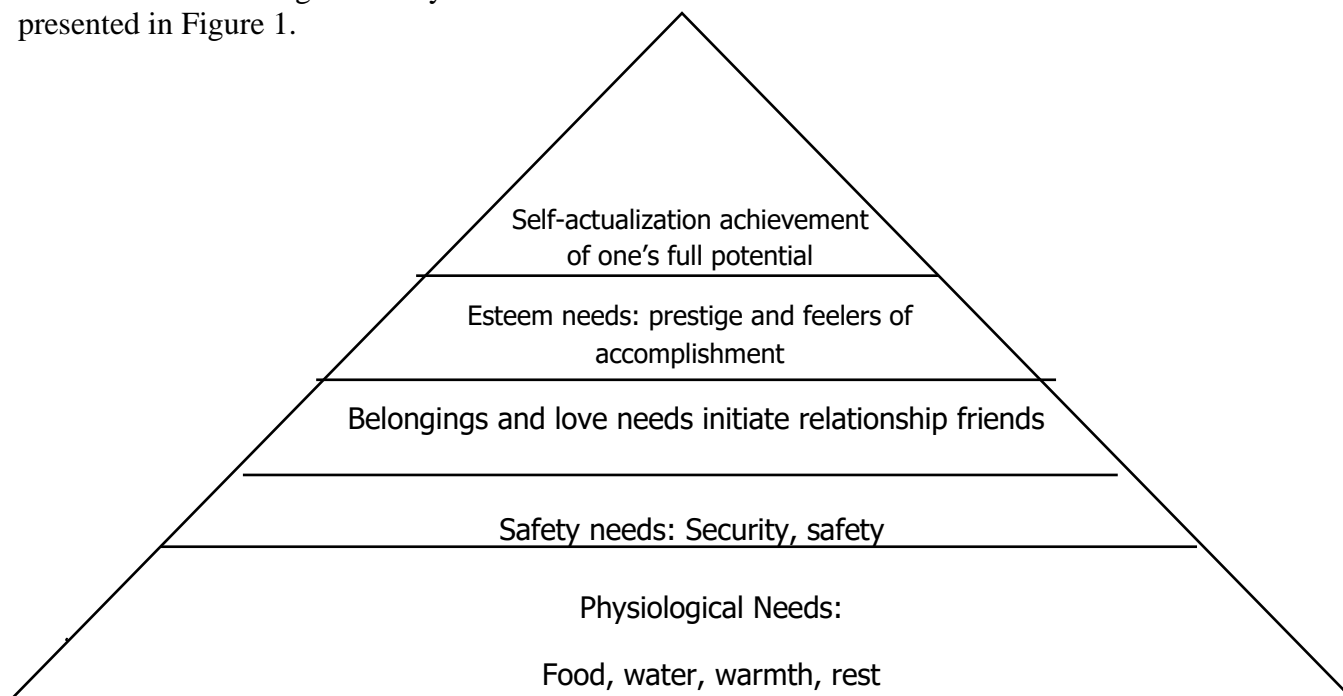 presented in Figure 1.
Self-actualization achievement
of one's full potential
Esteem needs: prestige and feelers of
accomplishment
Belongings and love needs initiate relationship friends
Safety needs: Security, safety
Physiological Needs:
Food, water, warmth, rest